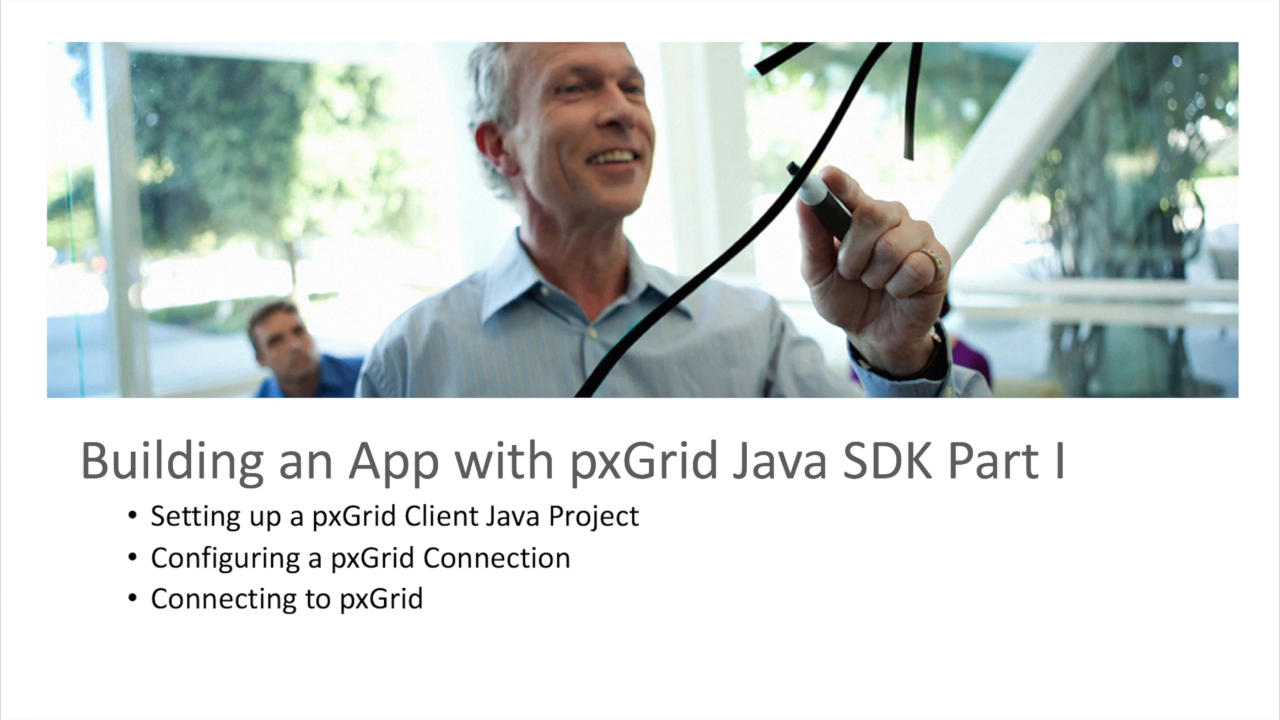 Building an App with pxGrid Java SDK Part I
• Setting up a pxGrid Client Java Project
• Configuring a pxGrid Connection
• Connecting to pxGrid